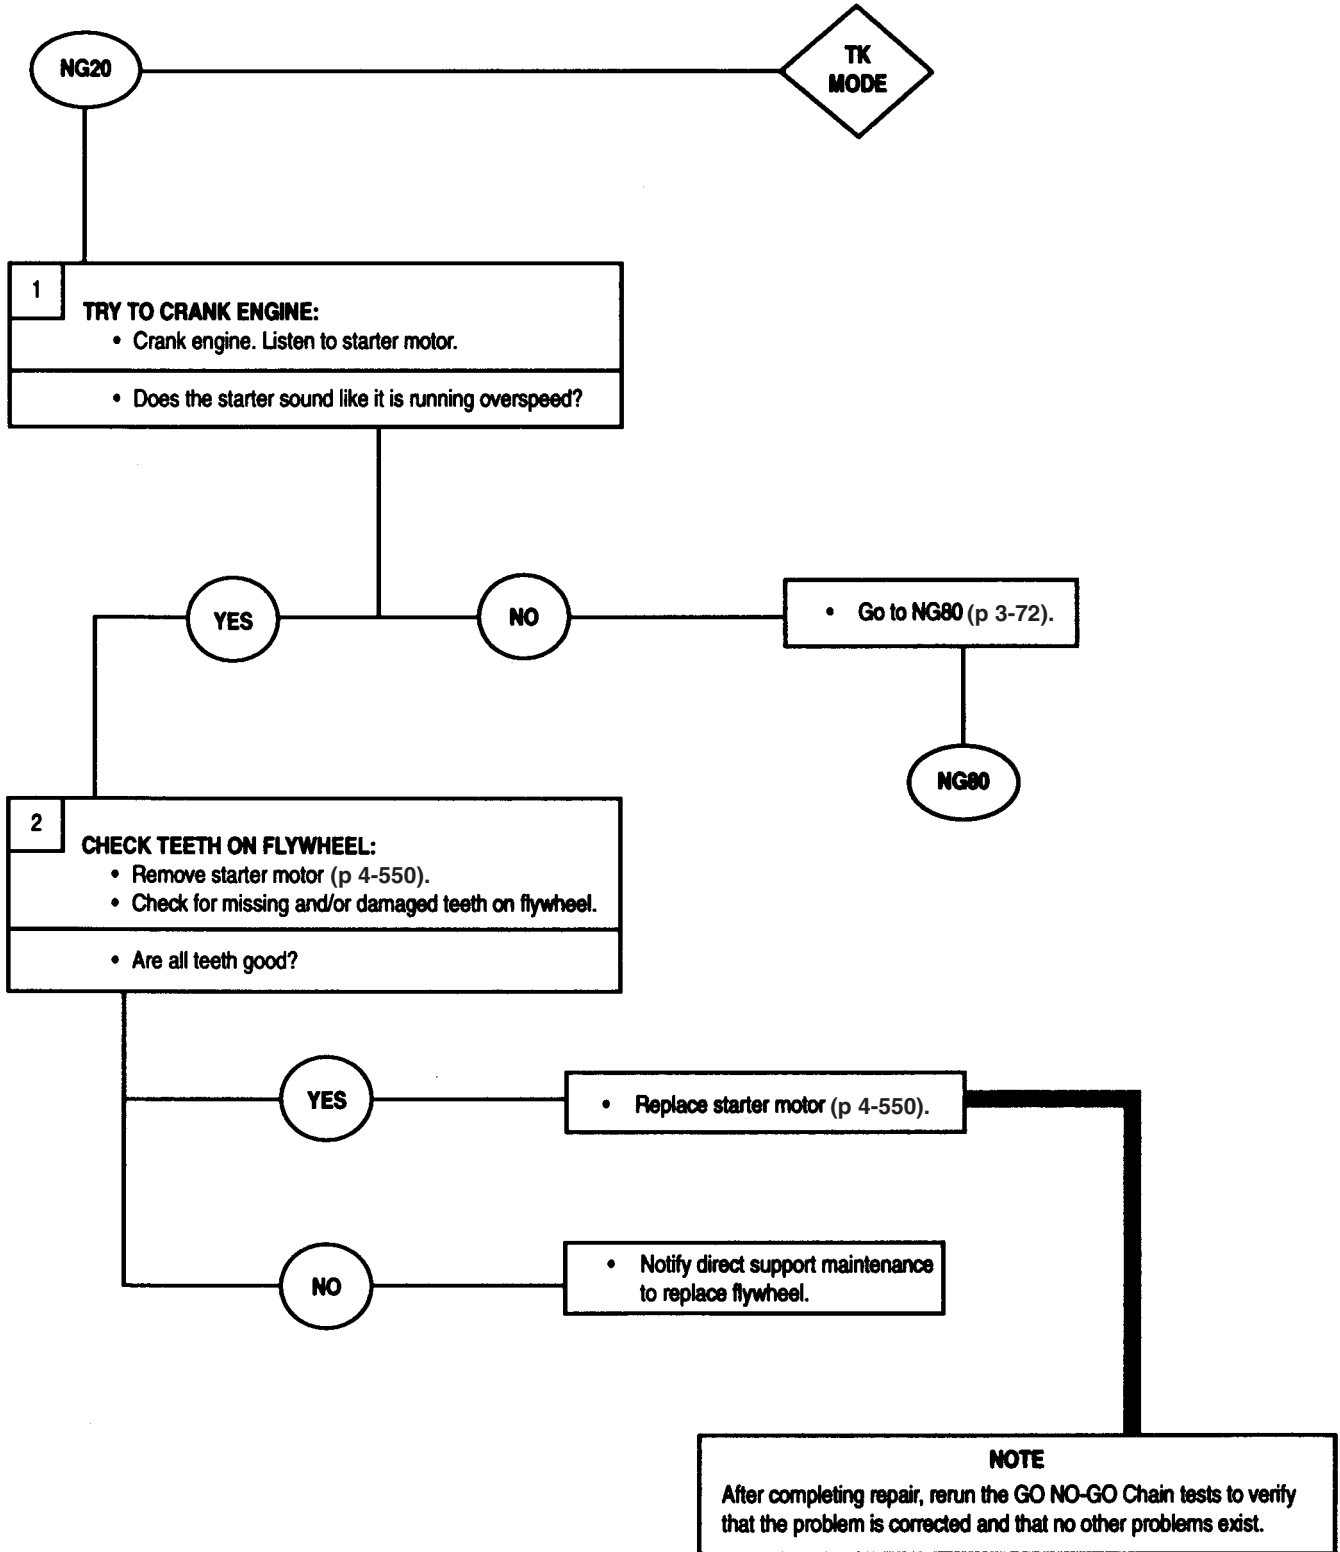 NG20
TK
MODE
1
TRY TO CRANK ENGINE:
• Crank engine. Listen to starter motor.
• Does the starter sound like it is running overspeed?
YES
NO
• Go to NG80 (p 3-72).
NG80
2
CHECK TEETH ON FLYWHEEL:
• Remove starter motor (p 4-550).
• Check for missing and/or damaged teeth on flywheel.
• Are all teeth good?
YES
• Replace starter motor (p 4-550).
NO
• Notify direct support maintenance
to replace flywheel.
NOTE
After completing repair, rerun the GO NO-GO Chain tests to verify
that the problem is corrected and that no other problems exist.